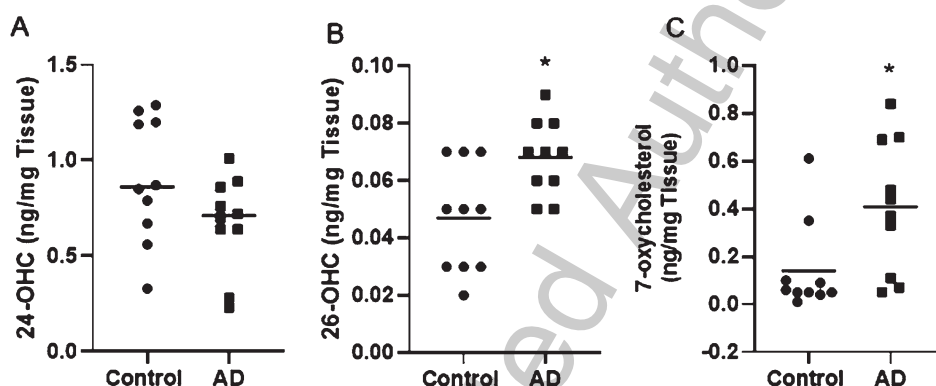 A
24-OHC (ng/mg Tissue)
1.5
1.0
0.5
0.0
Control AD
B
26-OHC (ng/mg Tissue)
0.10
0.08
0.06
0.04
0.02
0.00
*
Control AD
C
7-oxycholesterol
(ng/mg Tissue)
1.0
0.8
0.6
0.4
0.2
0.0
-0.2
*
Control AD
ed Autho